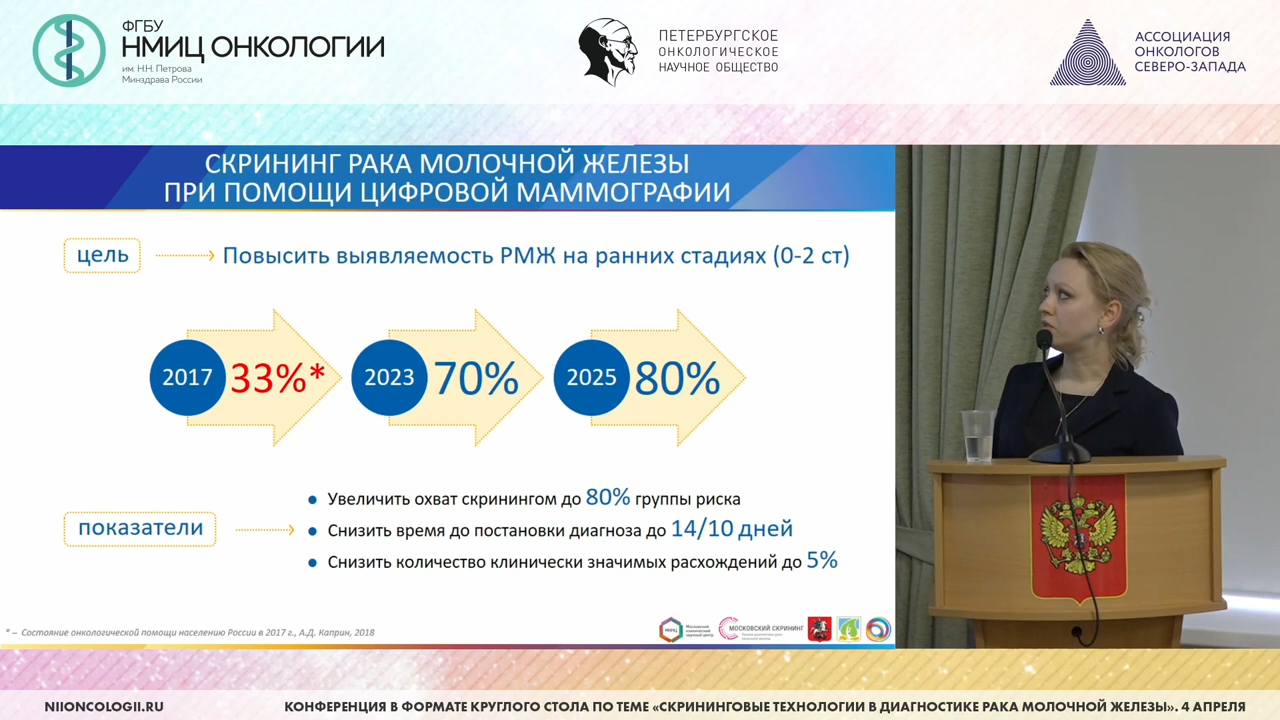 ФГБУ
НМИЦ ОНКОЛОГИИ
им. Н.Н. Петрова
Минздрава России
ПЕТЕРБУРГСКОЕ
ОНКОЛОГИЧЕСКОЕ
НАУЧНОЕ ОБЩЕСТВО
АССОЦИАЦИЯ
ОНКОЛОГОВ
СЕВЕРО-ЗАПАДА
СКРИНИНГ РАКА МОЛОЧНОЙ ЖЕЛЕЗЫ
ПРИ ПОМОЩИ ЦИФРОВОЙ МАММОГРАФИИ
цель
Повысить выявляемость РМЖ на ранних стадиях (0-2 ст)
2017 33%* 2023 70% 2025 80%
показатели
Увеличить охват скринингом до 80% группы риска
Снизить время до постановки диагноза до 14/10 дней
Снизить количество клинически значимых расхождений до 5%
* – Состояние онкологической помощи населению России в 2017 г., А.Д. Каприн, 2018
МОСКОВСКИЙ СКРИНИНГ
NIIONCOLOGII.RU
КОНФЕРЕНЦИЯ В ФОРМАТЕ КРУГЛОГО СТОЛА ПО ТЕМЕ «СКРИНИНГОВЫЕ ТЕХНОЛОГИИ В ДИАГНОСТИКЕ РАКА МОЛОЧНОЙ ЖЕЛЕЗЫ». 4 АПРЕЛЯ